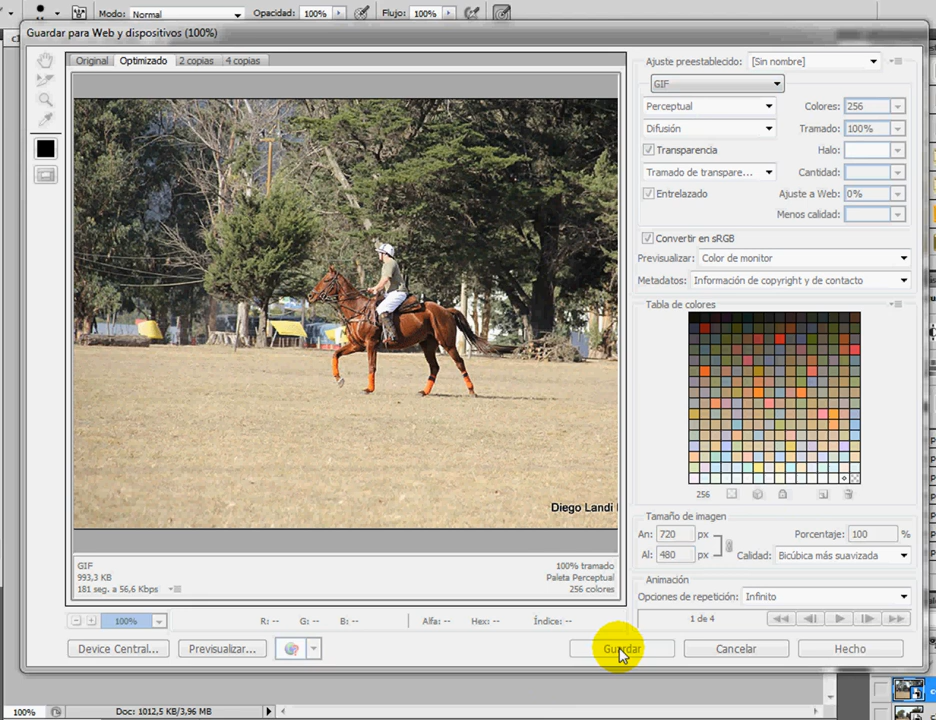 Modo: Normal Opacidad: 100% Flujo: 100%
Guardar para Web y dispositivos (100%)
Original Optimizado 2 copias 4 copias
Ajuste preestablecido: [Sin nombre]
GIF
Perceptual Colores: 256
Difusión Tramado: 100%
Transparencia Halo:
Tramado de transpare... Cantidad:
Entrelazado Ajuste a Web: 0%
Menos calidad:
Convertir en sRGB
Previsualizar: Color de monitor
Metadatos: Información de copyright y de contacto
Tabla de colores
256
Diego Landi
Tamaño de imagen
An: 720 px Porcentaje: 100 %
Al: 480 px Calidad: Bicúbica más suavizada
GIF 100% tramado
993,3 KB Paleta Perceptual
181 seg. a 56,6 Kbps 256 colores
Animación
Opciones de repetición: Infinito
1 de 4
100% R: -- G: -- B: -- Alfa: -- Hex: -- Índice: --
Device Central... Previsualizar... Guardar Cancelar Hecho
100% Doc: 1012,5 KB/3,96 MB